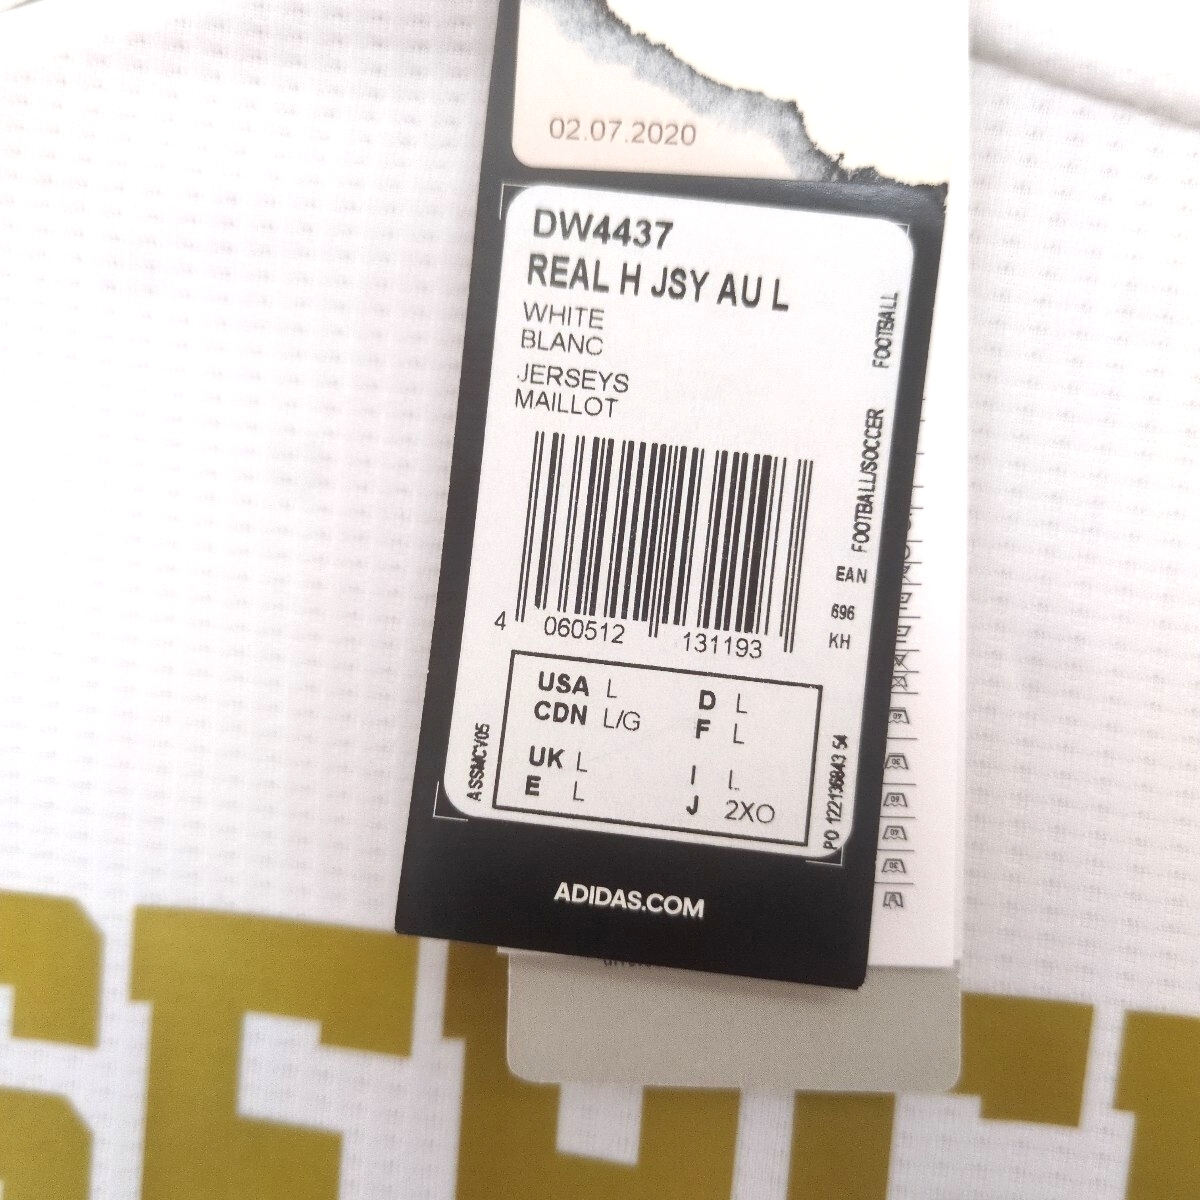 02.07.2020
DW4437
REAL H JSY AU L
WHITE
BLANC
JERSEYS
MAILLOT
FOOTBALL
FOOTBALL/SOCCER
EAN
696
KH
4 060512 131193
USA L D L
CDN L/G F L
UK L I L
E L J 2XO
ASSMCV05
PO 122136843 54
ADIDAS.COM